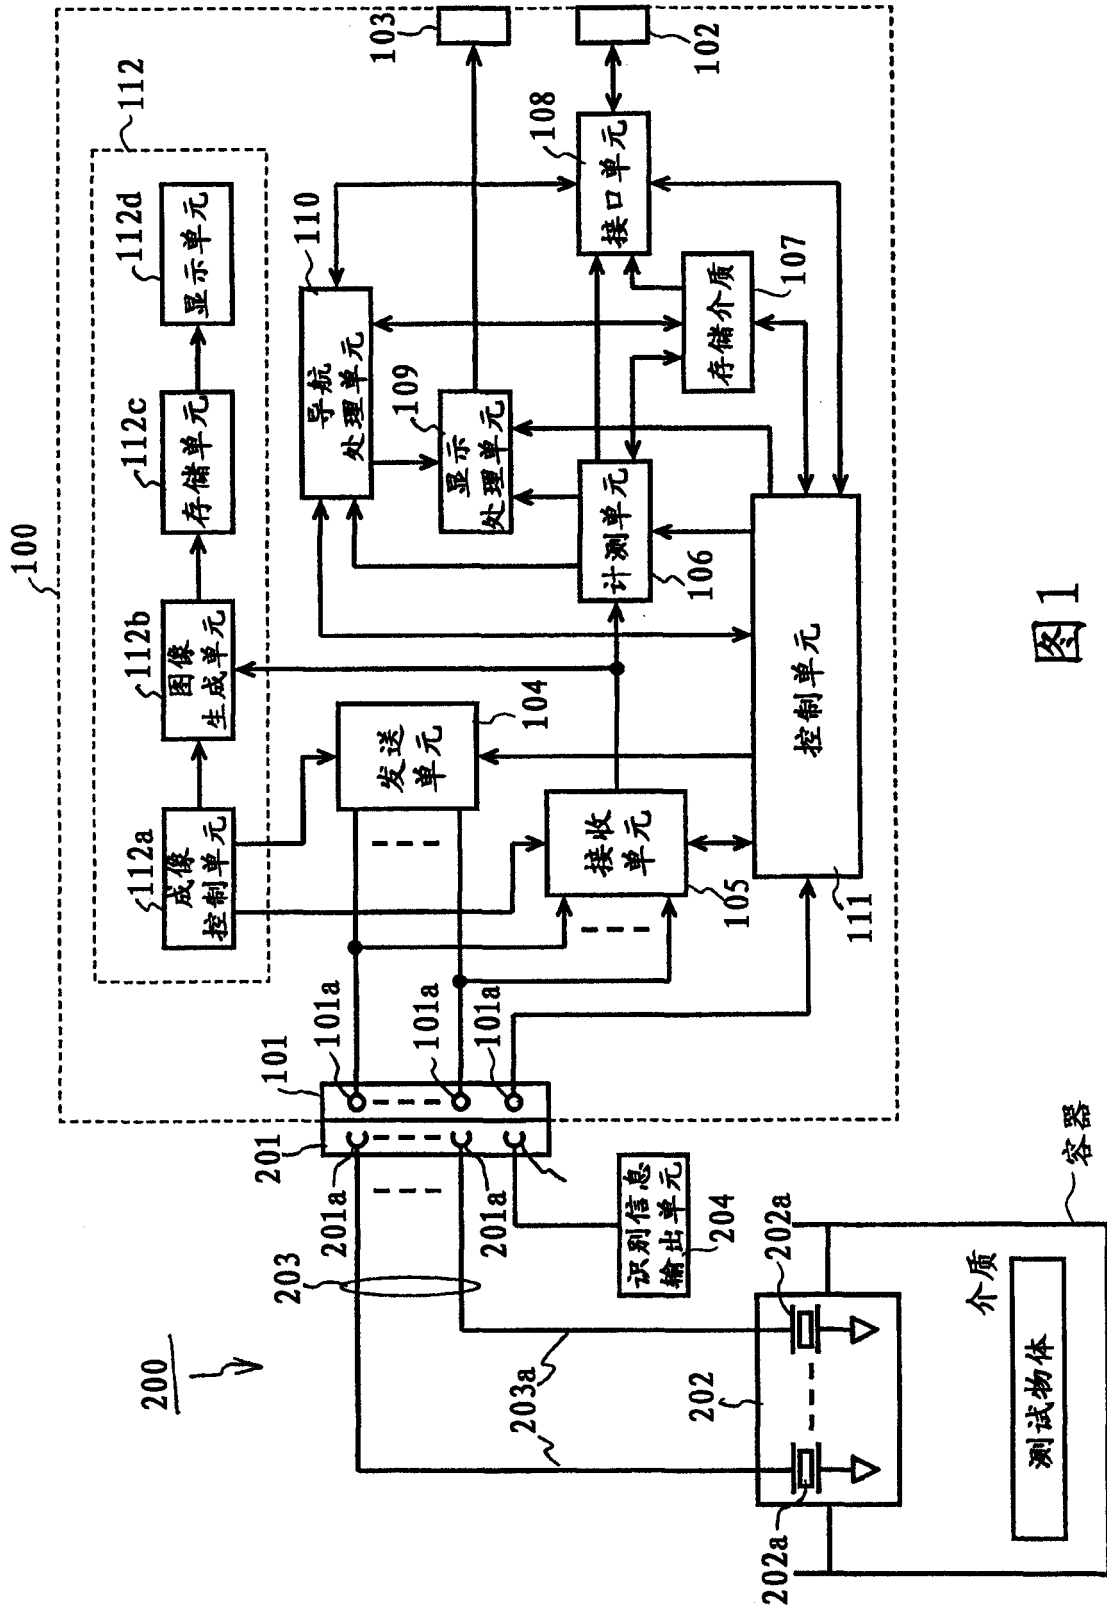 100
112
112a
成像
控制单元
112b
图像
生成单元
112c
存储单元
112d
显示单元
103
102
110
导航
处理单元
109
显示
处理单元
108
接口单元
107
存储介质
106
计测单元
104
发送
单元
105
接收
单元
111
控制单元
101
101a
101a
101a
201
201a
201a
200
203
203a
204
识别信息
输出单元
202
202a
202a
容器
介质
测试物体
图1